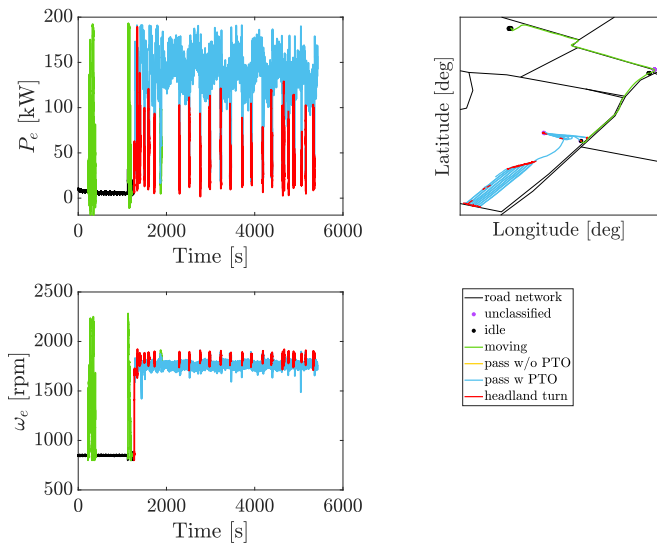 200
150
100
50
0
P_e [kW]
0
2000
4000
6000
Time [s]
Latitude [deg]
Longitude [deg]
2500
2000
1500
1000
500
ω_e [rpm]
0
2000
4000
6000
Time [s]
road network
unclassified
idle
moving
pass w/o PTO
pass w PTO
headland turn